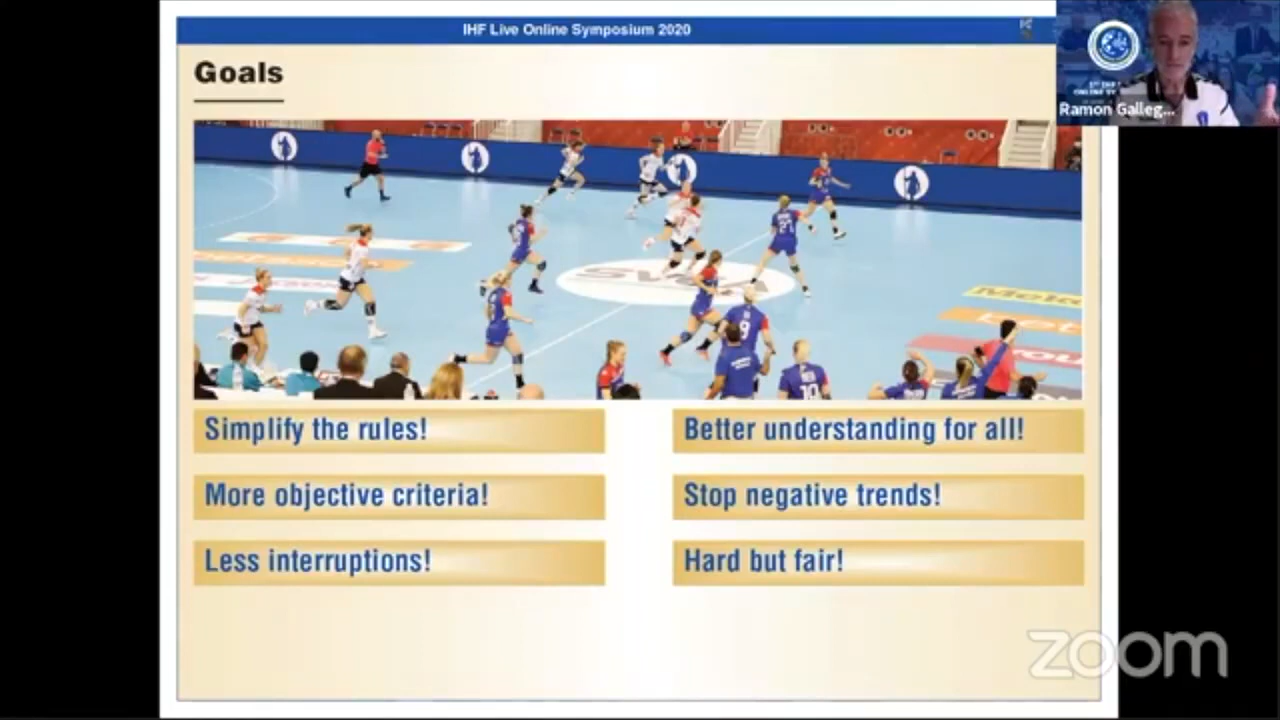 IHF Live Online Symposium 2020
Goals
Ramon Galleg...
Simplify the rules!
Better understanding for all!
More objective criteria!
Stop negative trends!
Less interruptions!
Hard but fair!
zoom